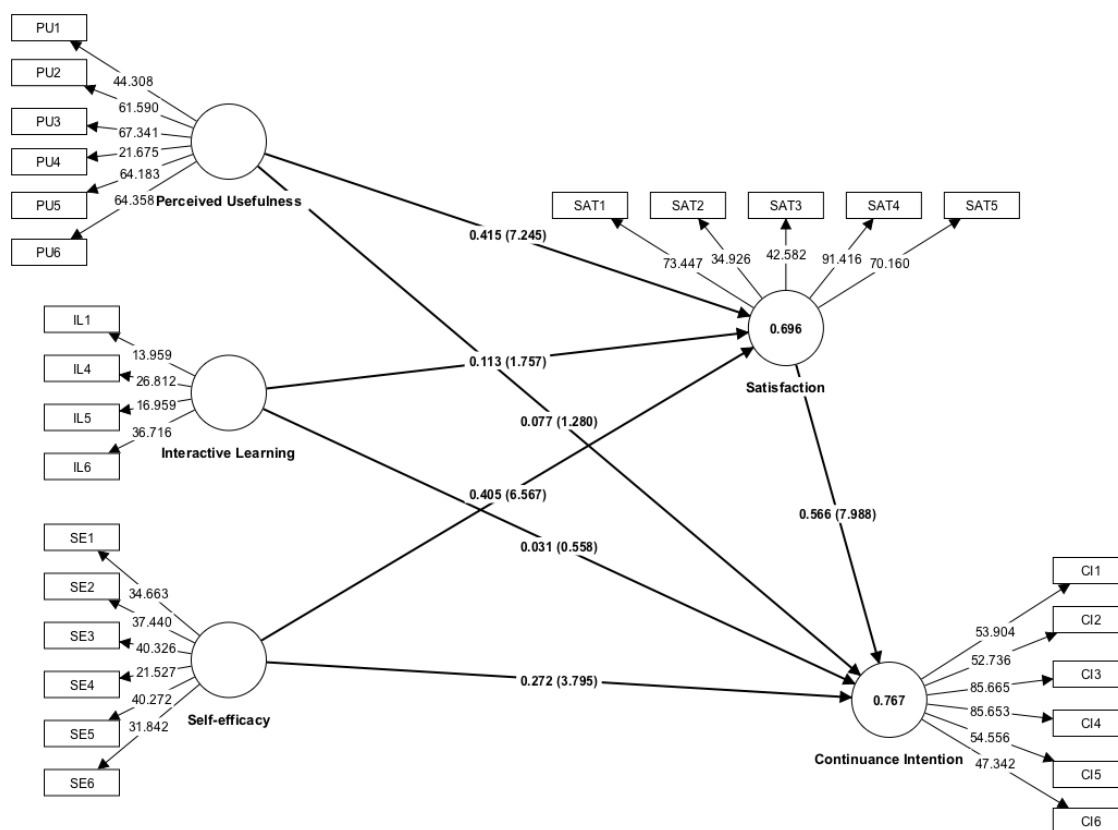 PU1
PU2
PU3
PU4
PU5
PU6
44.308
61.590
67.341
21.675
64.183
64.358
Perceived Usefulness
IL1
IL4
IL5
IL6
13.959
26.812
16.959
36.716
Interactive Learning
SE1
SE2
SE3
SE4
SE5
SE6
34.663
37.440
40.326
21.527
40.272
31.842
Self-efficacy
0.415 (7.245)
0.113 (1.757)
0.077 (1.280)
0.405 (6.567)
0.031 (0.558)
0.272 (3.795)
0.566 (7.988)
SAT1
SAT2
SAT3
SAT4
SAT5
73.447
34.926
42.582
91.416
70.160
0.696
Satisfaction
CI1
CI2
CI3
CI4
CI5
CI6
53.904
52.736
85.665
85.653
54.556
47.342
0.767
Continuance Intention